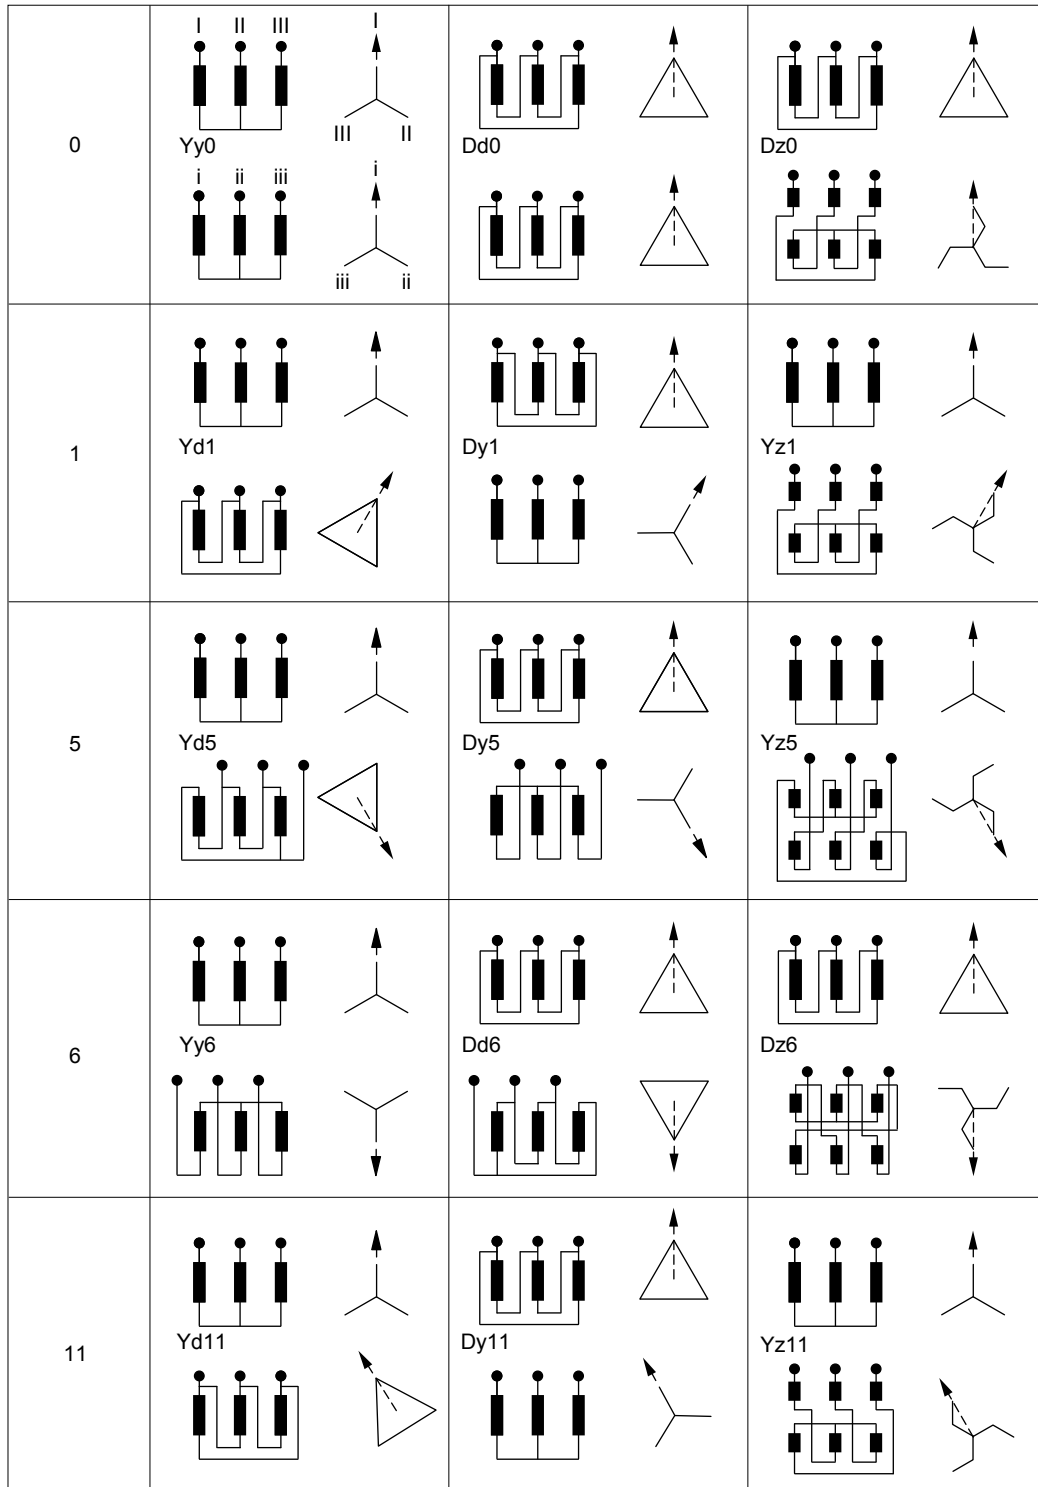 I II III I
0
III II
Yy0 Dd0 Dz0
i ii iii i
iii ii
1
Yd1 Dy1 Yz1
5
Yd5 Dy5 Yz5
6
Yy6 Dd6 Dz6
11
Yd11 Dy11 Yz11